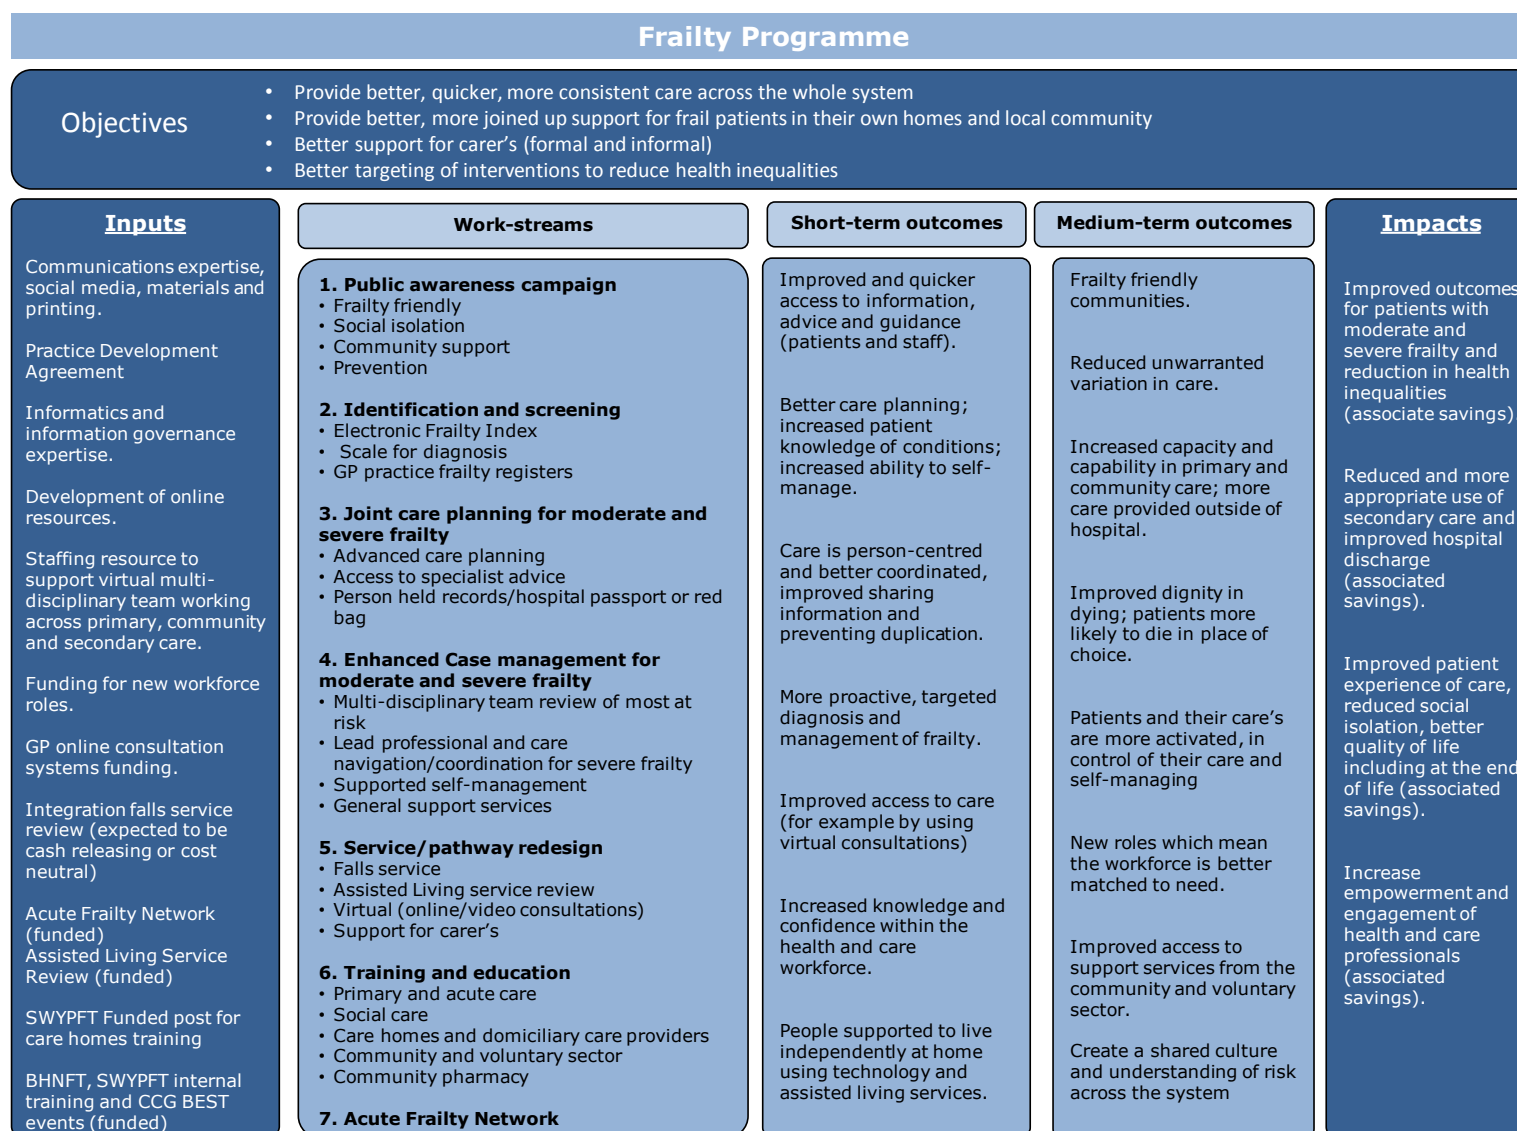 Frailty Programme
Objectives
• Provide better, quicker, more consistent care across the whole system
• Provide better, more joined up support for frail patients in their own homes and local community
• Better support for carer's (formal and informal)
• Better targeting of interventions to reduce health inequalities
Inputs
Communications expertise,
social media, materials and
printing.
Practice Development
Agreement
Informatics and
information governance
expertise.
Development of online
resources.
Staffing resource to
support virtual multi-
disciplinary team working
across primary, community
and secondary care.
Funding for new workforce
roles.
GP online consultation
systems funding.
Integration falls service
review (expected to be
cash releasing or cost
neutral)
Acute Frailty Network
(funded)
Assisted Living Service
Review (funded)
SWYPFT Funded post for
care homes training
BHNFT, SWYPFT internal
training and CCG BEST
events (funded)
Work-streams
1. Public awareness campaign
• Frailty friendly
• Social isolation
• Community support
• Prevention
2. Identification and screening
• Electronic Frailty Index
• Scale for diagnosis
• GP practice frailty registers
3. Joint care planning for moderate and
severe frailty
• Advanced care planning
• Access to specialist advice
• Person held records/hospital passport or red
bag
4. Enhanced Case management for
moderate and severe frailty
• Multi-disciplinary team review of most at
risk
• Lead professional and care
navigation/coordination for severe frailty
• Supported self-management
• General support services
5. Service/pathway redesign
• Falls service
• Assisted Living service review
• Virtual (online/video consultations)
• Support for carer's
6. Training and education
• Primary and acute care
• Social care
• Care homes and domiciliary care providers
• Community and voluntary sector
• Community pharmacy
7. Acute Frailty Network
Short-term outcomes
Improved and quicker
access to information,
advice and guidance
(patients and staff).
Better care planning;
increased patient
knowledge of conditions;
increased ability to self-
manage.
Care is person-centred
and better coordinated,
improved sharing
information and
preventing duplication.
More proactive, targeted
diagnosis and
management of frailty.
Improved access to care
(for example by using
virtual consultations)
Increased knowledge and
confidence within the
health and care
workforce.
People supported to live
independently at home
using technology and
assisted living services.
Medium-term outcomes
Frailty friendly
communities.
Reduced unwarranted
variation in care.
Increased capacity and
capability in primary and
community care; more
care provided outside of
hospital.
Improved dignity in
dying; patients more
likely to die in place of
choice.
Patients and their care's
are more activated, in
control of their care and
self-managing
New roles which mean
the workforce is better
matched to need.
Improved access to
support services from the
community and voluntary
sector.
Create a shared culture
and understanding of risk
across the system
Impacts
Improved outcomes
for patients with
moderate and
severe frailty and
reduction in health
inequalities
(associate savings).
Reduced and more
appropriate use of
secondary care and
improved hospital
discharge
(associated
savings).
Improved patient
experience of care,
reduced social
isolation, better
quality of life
including at the end
of life (associated
savings).
Increase
empowerment and
engagement of
health and care
professionals
(associated
savings).